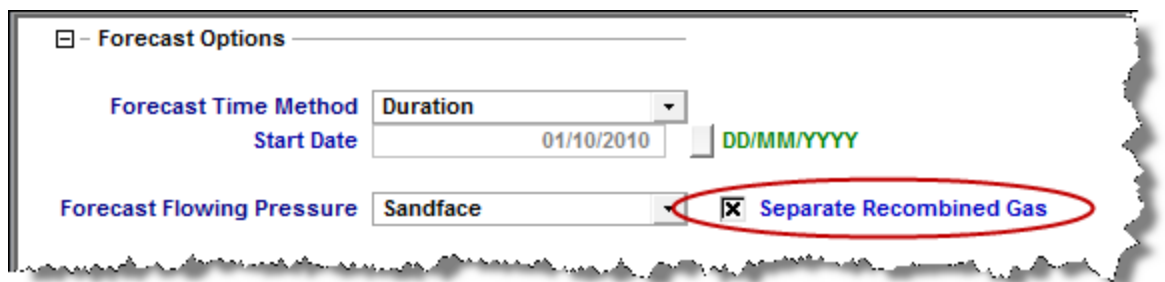 Forecast Options
Forecast Time Method Duration
Start Date 01/10/2010 DD/MM/YYYY
Forecast Flowing Pressure Sandface Separate Recombined Gas